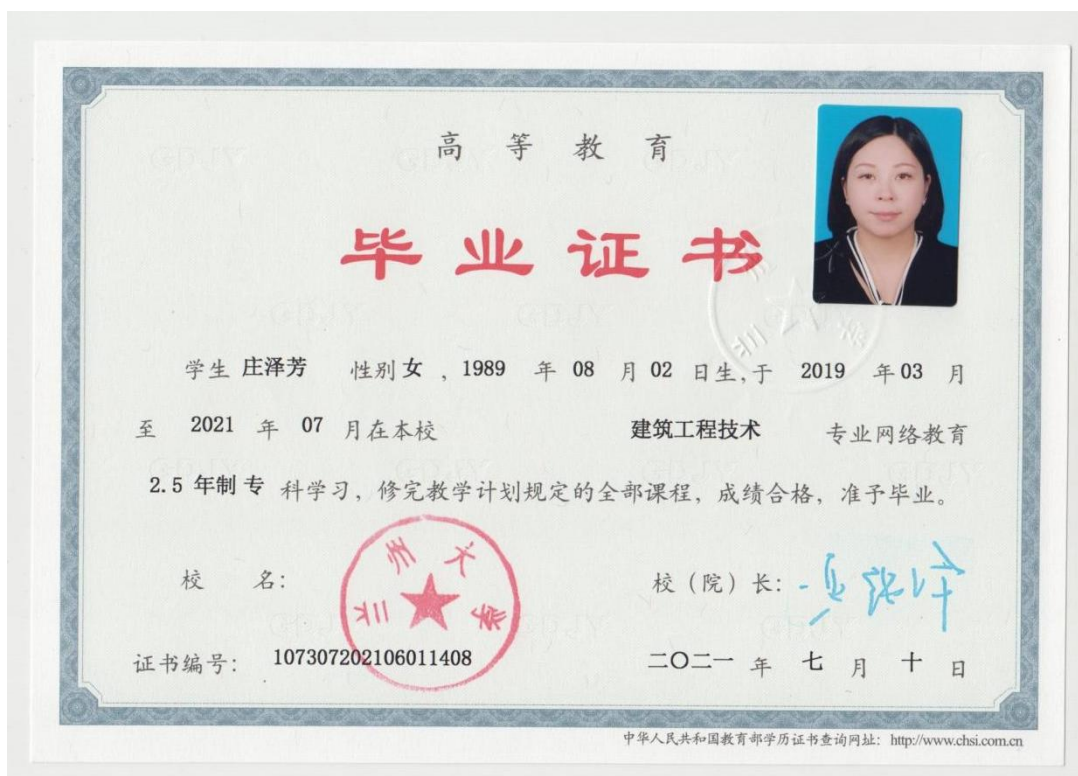 高等教育
毕业证书
学生 庄泽芳 性别 女 , 1989 年 08 月 02 日生,于 2019 年 03 月
至 2021 年 07 月在本校 建筑工程技术 专业网络教育
2.5 年制 专 科学习，修完教学计划规定的全部课程，成绩合格，准予毕业。
校 名： 兰州大学 校（院）长：
证书编号： 107307202106011408 二〇二一 年 七 月 十 日
中华人民共和国教育部学历证书查询网址：http://www.chsi.com.cn